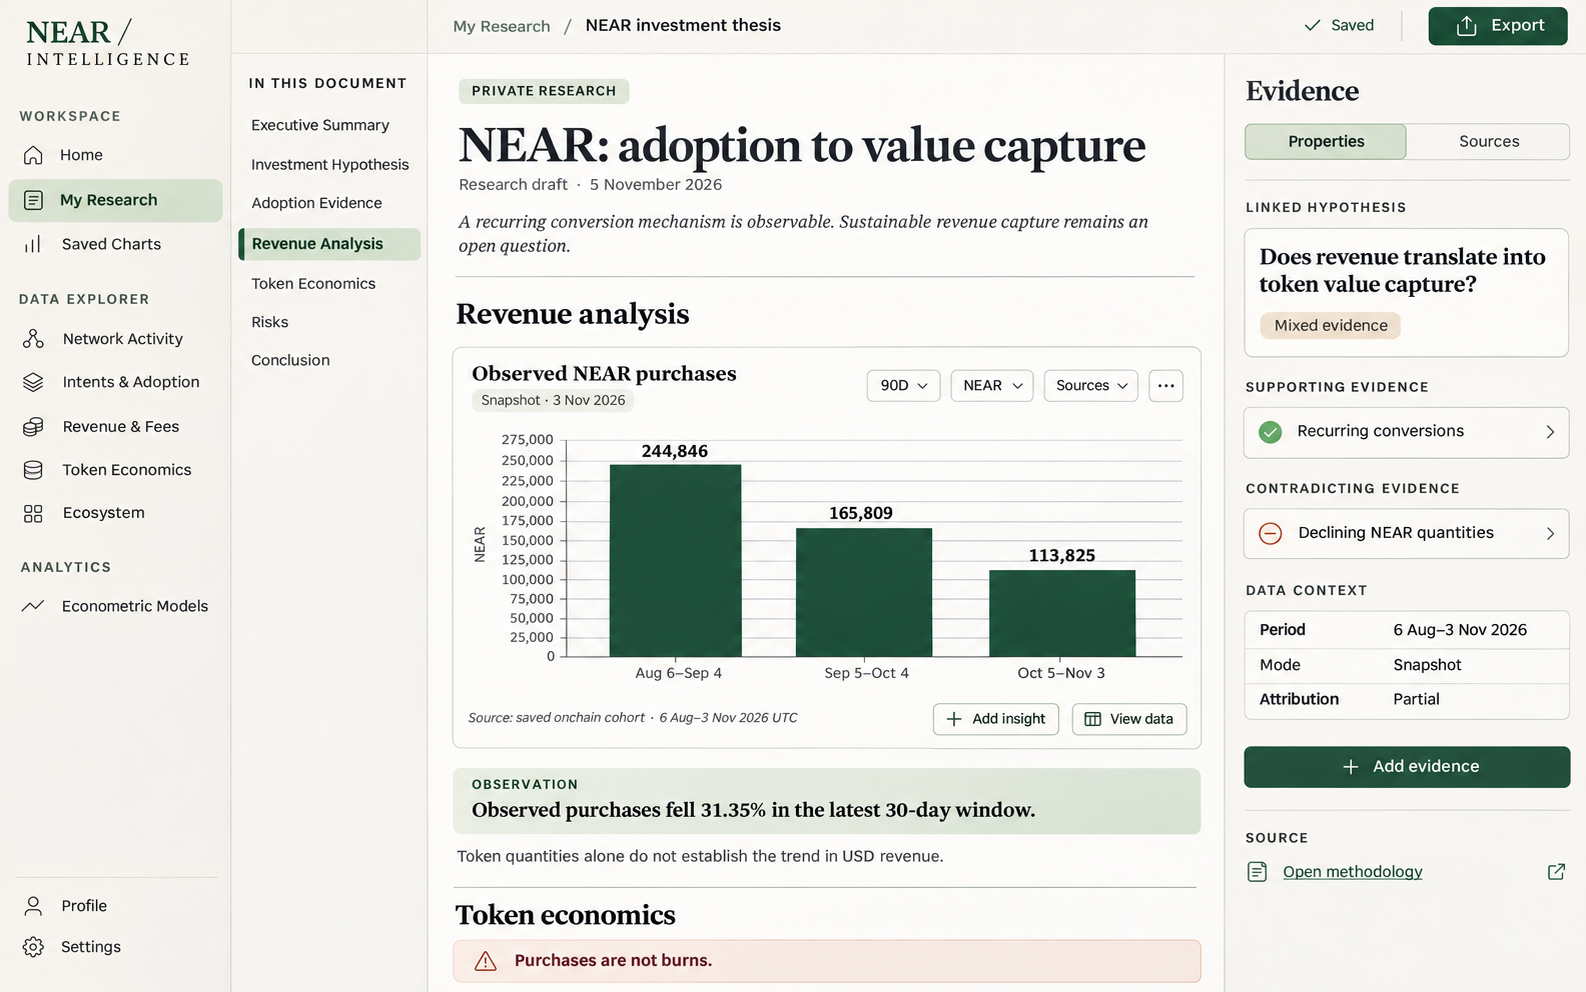 NEAR /
INTELLIGENCE
WORKSPACE
Home
My Research
Saved Charts
DATA EXPLORER
Network Activity
Intents & Adoption
Revenue & Fees
Token Economics
Ecosystem
ANALYTICS
Econometric Models
Profile
Settings
IN THIS DOCUMENT
Executive Summary
Investment Hypothesis
Adoption Evidence
Revenue Analysis
Token Economics
Risks
Conclusion
My Research / NEAR investment thesis
Saved
Export
PRIVATE RESEARCH
NEAR: adoption to value capture
Research draft · 5 November 2026
A recurring conversion mechanism is observable. Sustainable revenue capture remains an
open question.
Revenue analysis
Observed NEAR purchases
Snapshot · 3 Nov 2026
90D
NEAR
Sources
275,000
250,000
225,000
200,000
175,000
150,000
125,000
100,000
75,000
50,000
25,000
0
NEAR
244,846
165,809
113,825
Aug 6–Sep 4
Sep 5–Oct 4
Oct 5–Nov 3
Source: saved onchain cohort · 6 Aug–3 Nov 2026 UTC
Add insight
View data
OBSERVATION
Observed purchases fell 31.35% in the latest 30-day window.
Token quantities alone do not establish the trend in USD revenue.
Token economics
Purchases are not burns.
Evidence
Properties
Sources
LINKED HYPOTHESIS
Does revenue translate into
token value capture?
Mixed evidence
SUPPORTING EVIDENCE
Recurring conversions
CONTRADICTING EVIDENCE
Declining NEAR quantities
DATA CONTEXT
Period 6 Aug–3 Nov 2026
Mode Snapshot
Attribution Partial
Add evidence
SOURCE
Open methodology